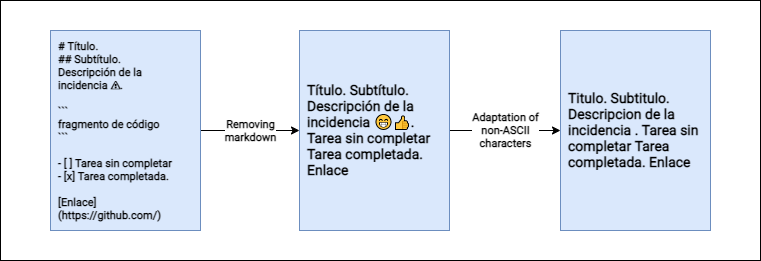 # Título.
## Subtítulo.
Descripción de la
incidencia ⚠.
```
fragmento de código
```
- [ ] Tarea sin completar
- [x] Tarea completada.
[Enlace]
(https://github.com/)
Removing
markdown
Título. Subtítulo.
Descripción de la
incidencia 😁👍.
Tarea sin completar
Tarea completada.
Enlace
Adaptation of
non-ASCII
characters
Titulo. Subtitulo.
Descripcion de la
incidencia . Tarea sin
completar Tarea
completada. Enlace